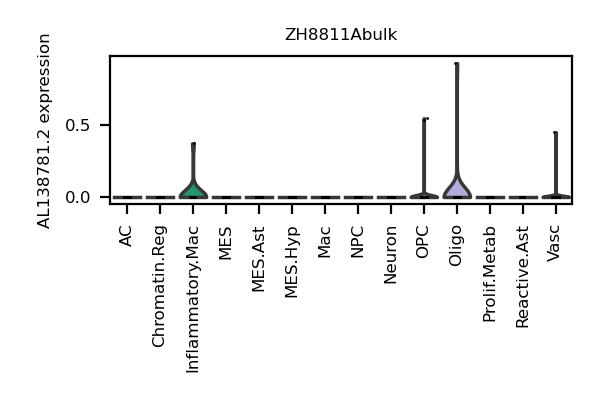 ZH8811Abulk
AL138781.2 expression
0.5
0.0
AC
Chromatin.Reg
Inflammatory.Mac
MES
MES.Ast
MES.Hyp
Mac
NPC
Neuron
OPC
Oligo
Prolif.Metab
Reactive.Ast
Vasc